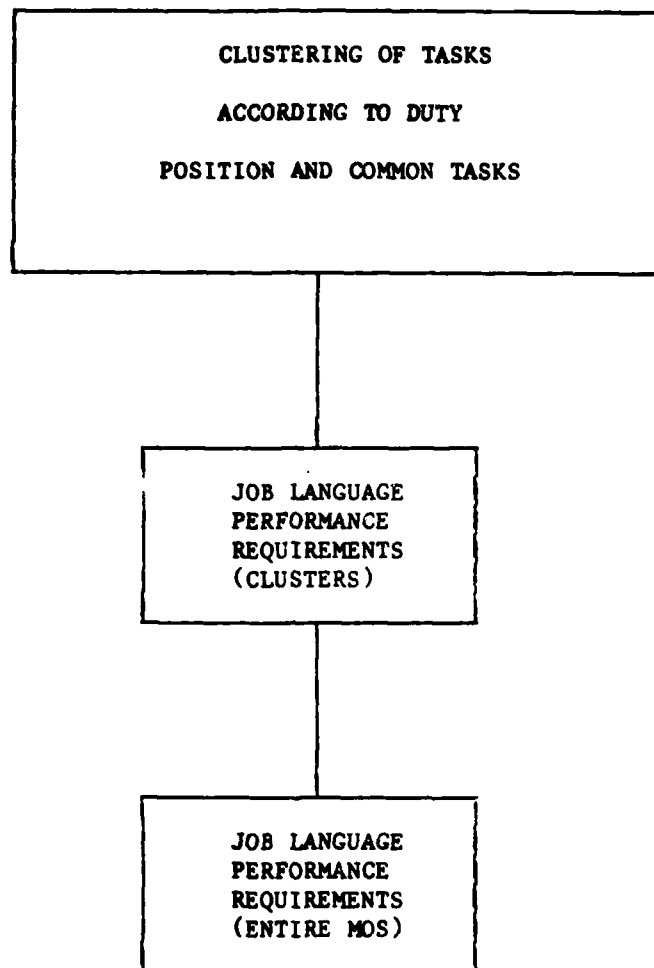 CLUSTERING OF TASKS
ACCORDING TO DUTY
POSITION AND COMMON TASKS
JOB LANGUAGE
PERFORMANCE
REQUIREMENTS
(CLUSTERS)
JOB LANGUAGE
PERFORMANCE
REQUIREMENTS
(ENTIRE MOS)